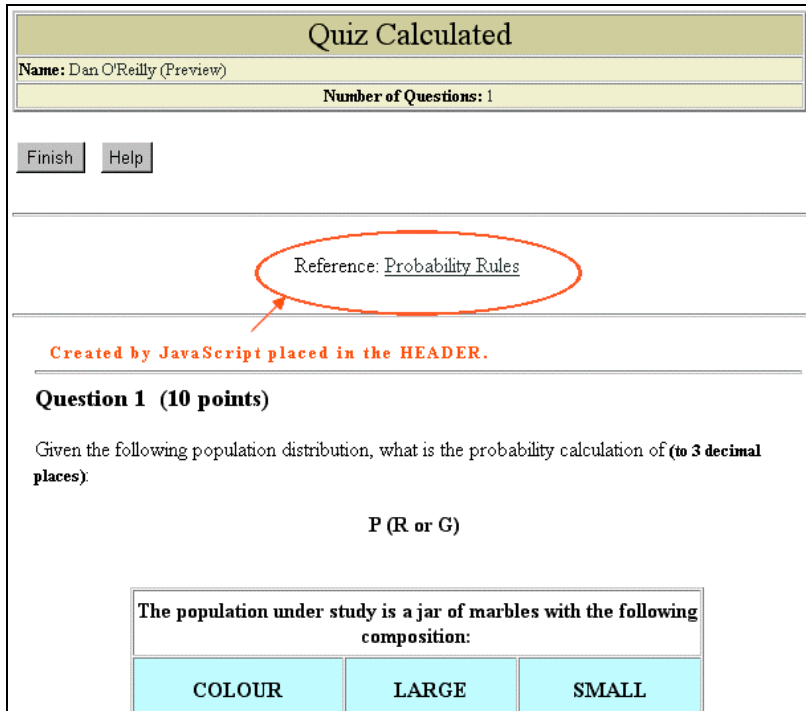 Quiz Calculated
Name: Dan O'Reilly (Preview)
Number of Questions: 1
Finish Help
Reference: Probability Rules
Created by JavaScript placed in the HEADER.
Question 1 (10 points)
Given the following population distribution, what is the probability calculation of (to 3 decimal
places):
P (R or G)
The population under study is a jar of marbles with the following
composition:
COLOUR LARGE SMALL